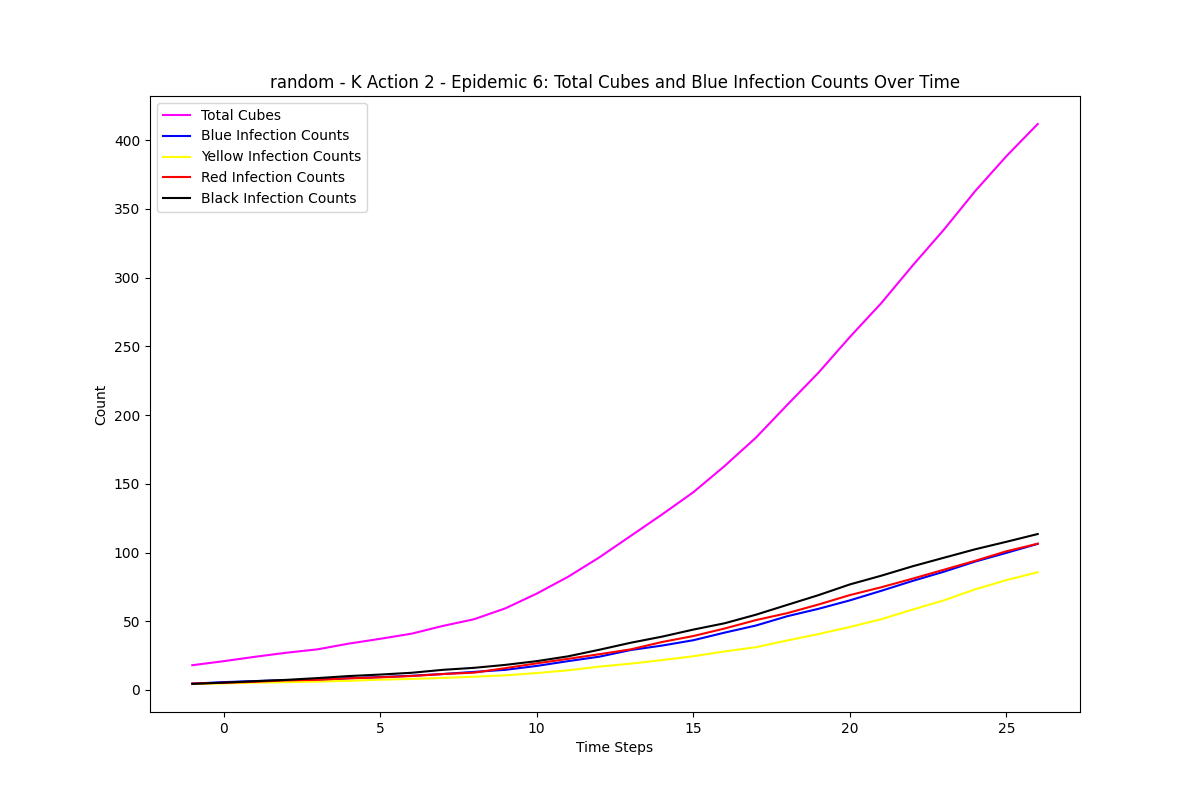 random - K Action 2 - Epidemic 6: Total Cubes and Blue Infection Counts Over Time
Total Cubes
Blue Infection Counts
Yellow Infection Counts
Red Infection Counts
Black Infection Counts
400
350
300
250
200
150
100
50
0
Count
0 5 10 15 20 25
Time Steps